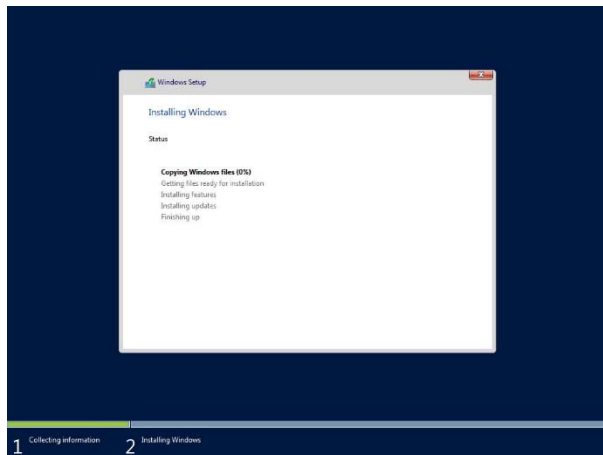 Windows Setup
Installing Windows
Status
Copying Windows files (0%)
Getting files ready for installation
Installing features
Installing updates
Finishing up
1 Collecting information
2 Installing Windows